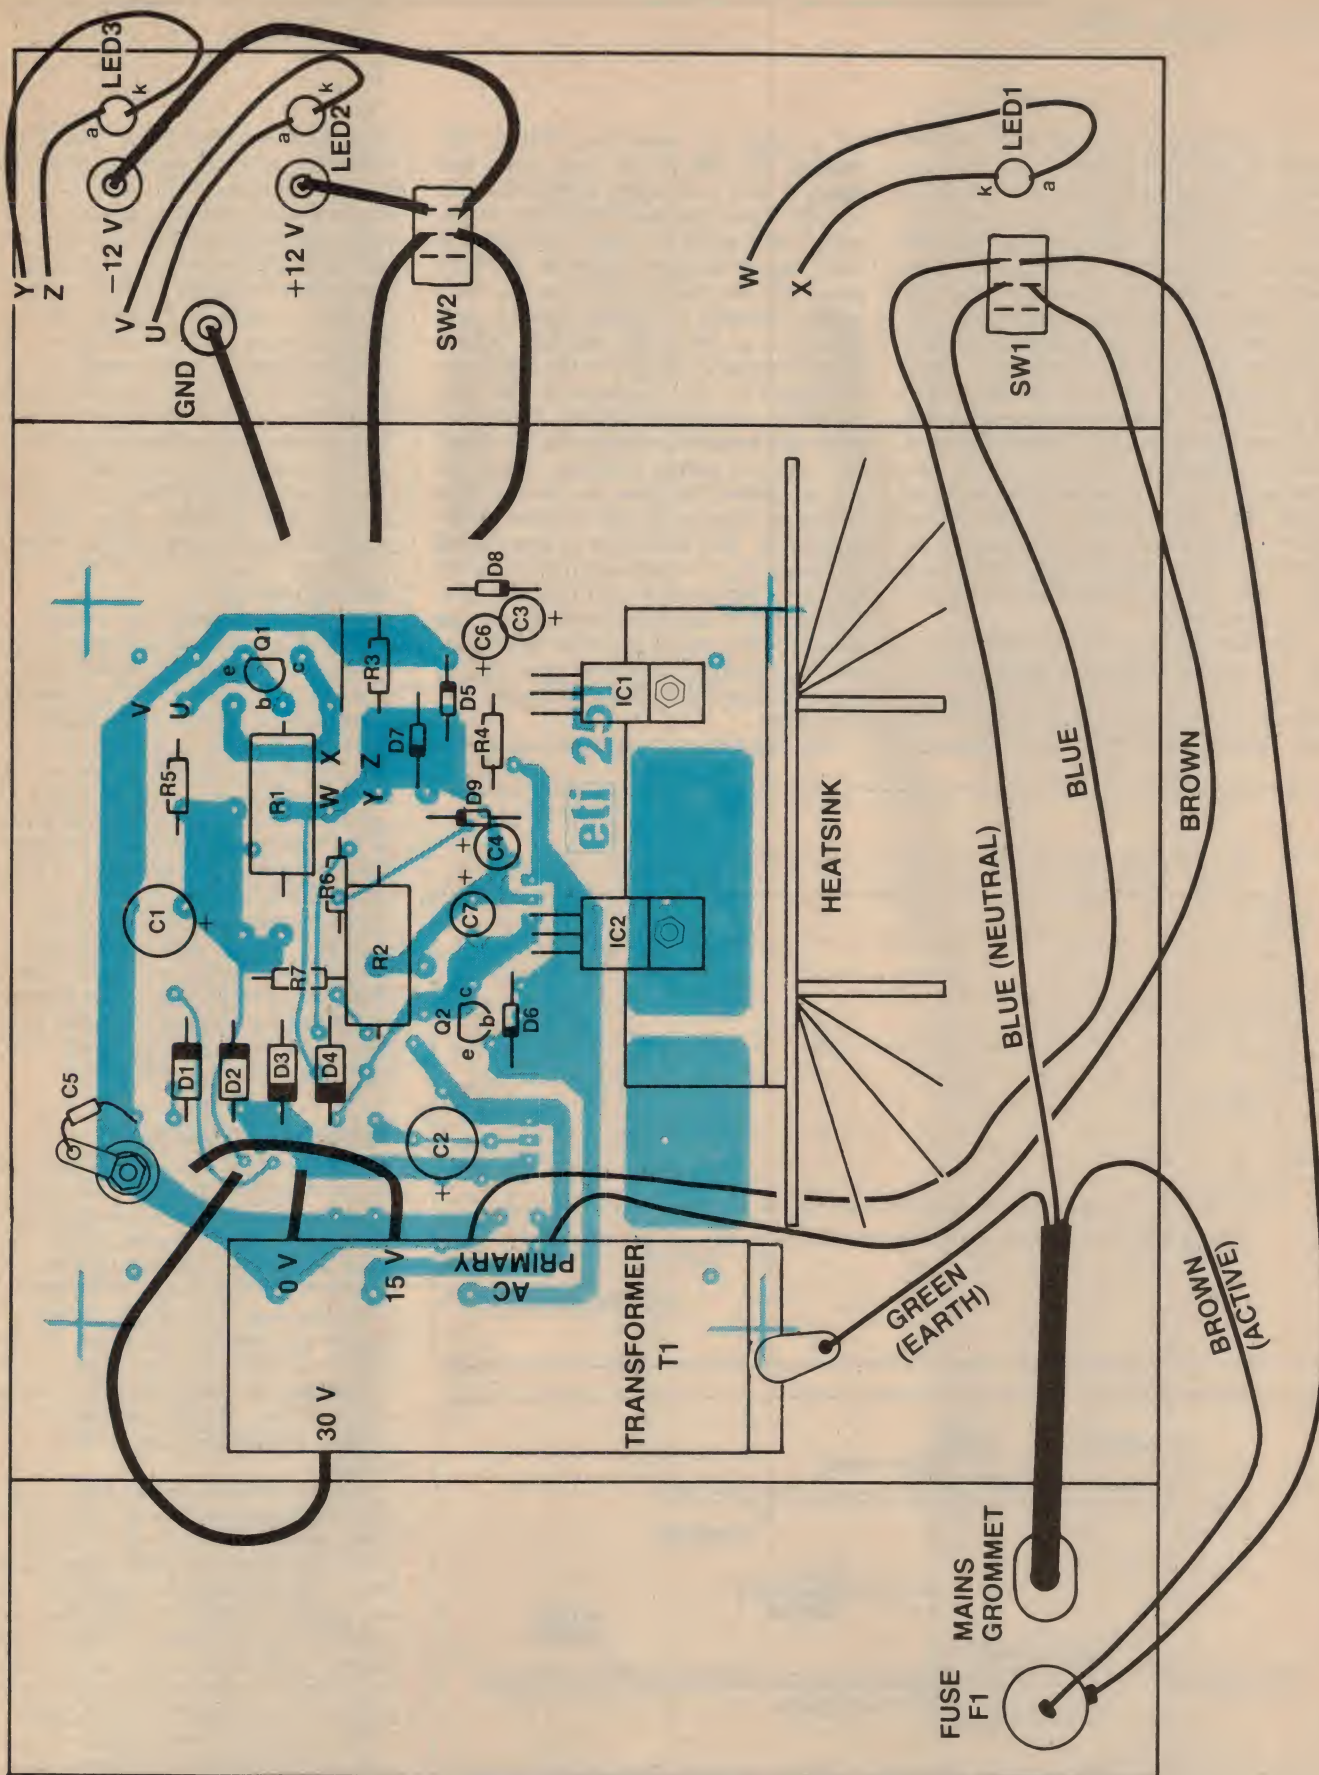 Y
Z
a
k
LED3
−12 V
V
U
a
k
LED2
+12 V
GND
SW2
W
X
k
a
LED1
SW1
V
U
e
b
c
Q1
R5
R1
W
X
R3
Y
Z
D7
D5
R4
D9
C6
C3
D8
+
+
C1
+
R6
R7
R2
C4
+
C7
+
eti 251
IC1
IC2
Q2
e
b
c
D6
C5
D1
D2
D3
D4
C2
+
HEATSINK
BLUE (NEUTRAL)
BLUE
BROWN
0 V
15 V
AC
PRIMARY
30 V
TRANSFORMER
T1
GREEN
(EARTH)
BROWN
(ACTIVE)
MAINS
GROMMET
FUSE
F1